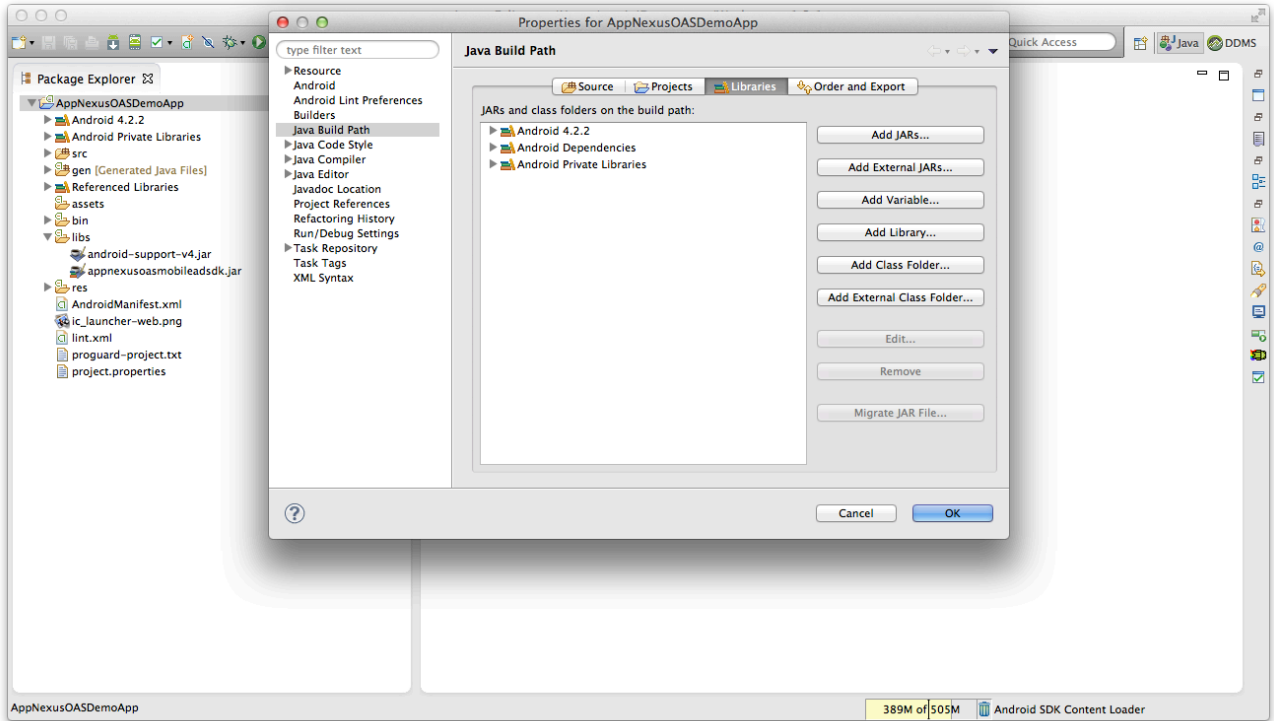 Properties for AppNexusOASDemoApp
Quick Access
Java
DDMS
Package Explorer
AppNexusOASDemoApp
Android 4.2.2
Android Private Libraries
src
gen [Generated Java Files]
Referenced Libraries
assets
bin
libs
android-support-v4.jar
appnexusoasmobileadsdk.jar
res
AndroidManifest.xml
ic_launcher-web.png
lint.xml
proguard-project.txt
project.properties
type filter text
Resource
Android
Android Lint Preferences
Builders
Java Build Path
Java Code Style
Java Compiler
Java Editor
Javadoc Location
Project References
Refactoring History
Run/Debug Settings
Task Repository
Task Tags
XML Syntax
Java Build Path
Source
Projects
Libraries
Order and Export
JARs and class folders on the build path:
Android 4.2.2
Android Dependencies
Android Private Libraries
Add JARs...
Add External JARs...
Add Variable...
Add Library...
Add Class Folder...
Add External Class Folder...
Edit...
Remove
Migrate JAR File...
Cancel
OK
AppNexusOASDemoApp
389M of 505M
Android SDK Content Loader